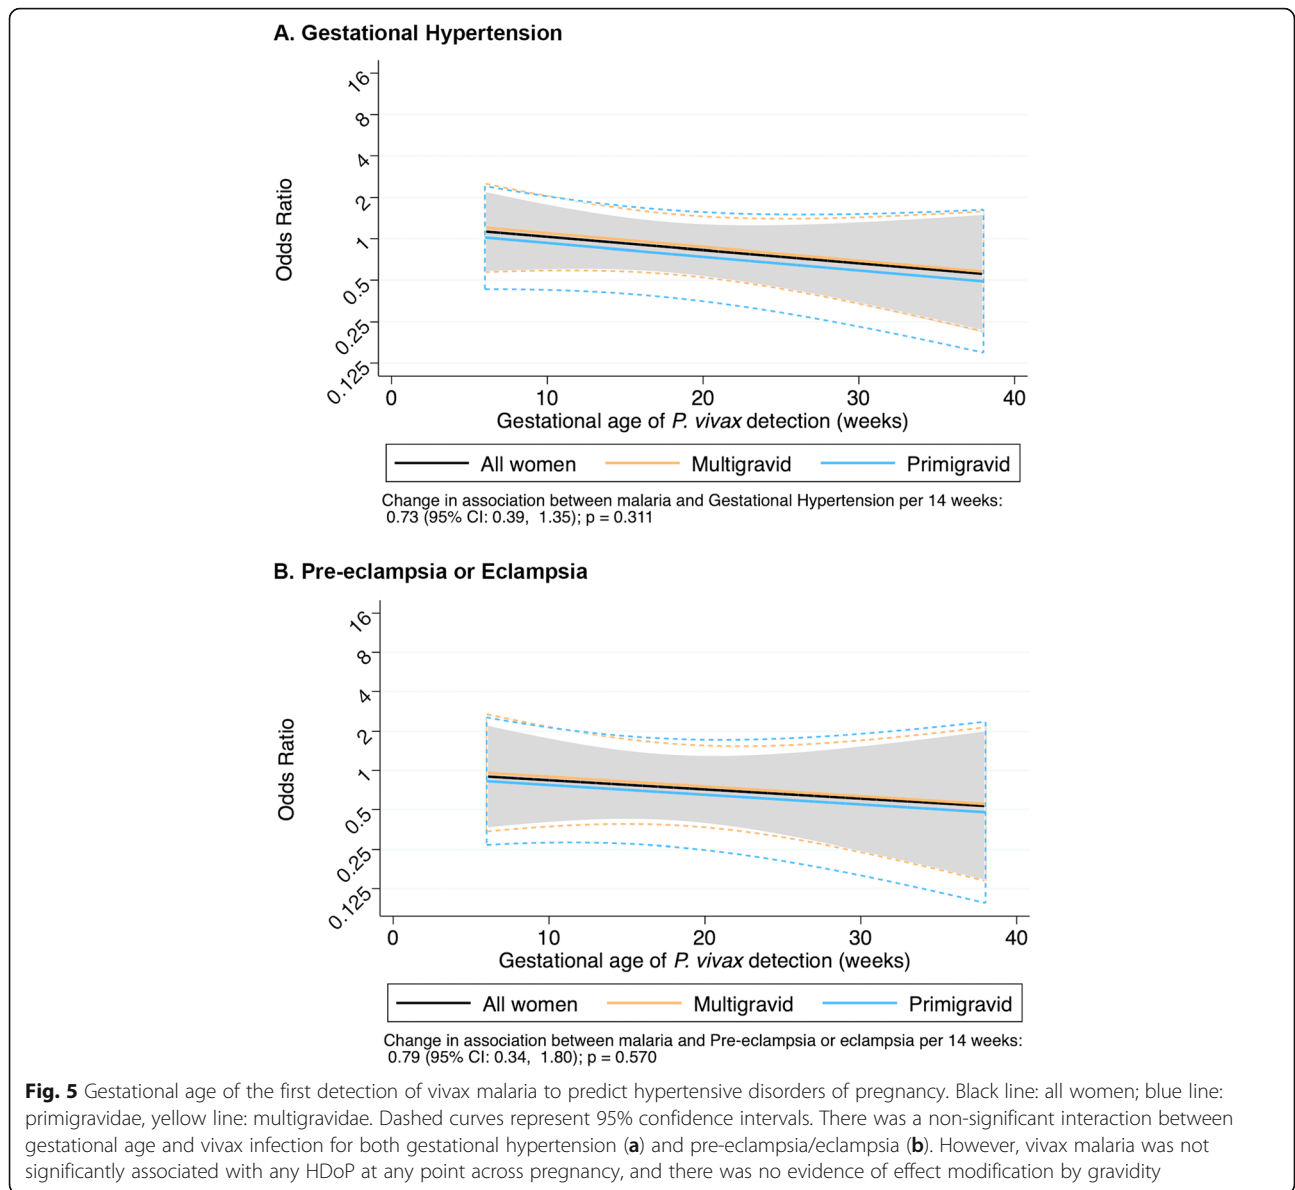 A. Gestational Hypertension
16
8
4
2
1
0.5
0.25
0.125
Odds Ratio
0 10 20 30 40
Gestational age of P. vivax detection (weeks)
All women Multigravid Primigravid
Change in association between malaria and Gestational Hypertension per 14 weeks:
0.73 (95% CI: 0.39, 1.35); p = 0.311
B. Pre-eclampsia or Eclampsia
16
8
4
2
1
0.5
0.25
0.125
Odds Ratio
0 10 20 30 40
Gestational age of P. vivax detection (weeks)
All women Multigravid Primigravid
Change in association between malaria and Pre-eclampsia or eclampsia per 14 weeks:
0.79 (95% CI: 0.34, 1.80); p = 0.570
Fig. 5 Gestational age of the first detection of vivax malaria to predict hypertensive disorders of pregnancy. Black line: all women; blue line:
primigravidae, yellow line: multigravidae. Dashed curves represent 95% confidence intervals. There was a non-significant interaction between
gestational age and vivax infection for both gestational hypertension (a) and pre-eclampsia/eclampsia (b). However, vivax malaria was not
significantly associated with any HDoP at any point across pregnancy, and there was no evidence of effect modification by gravidity